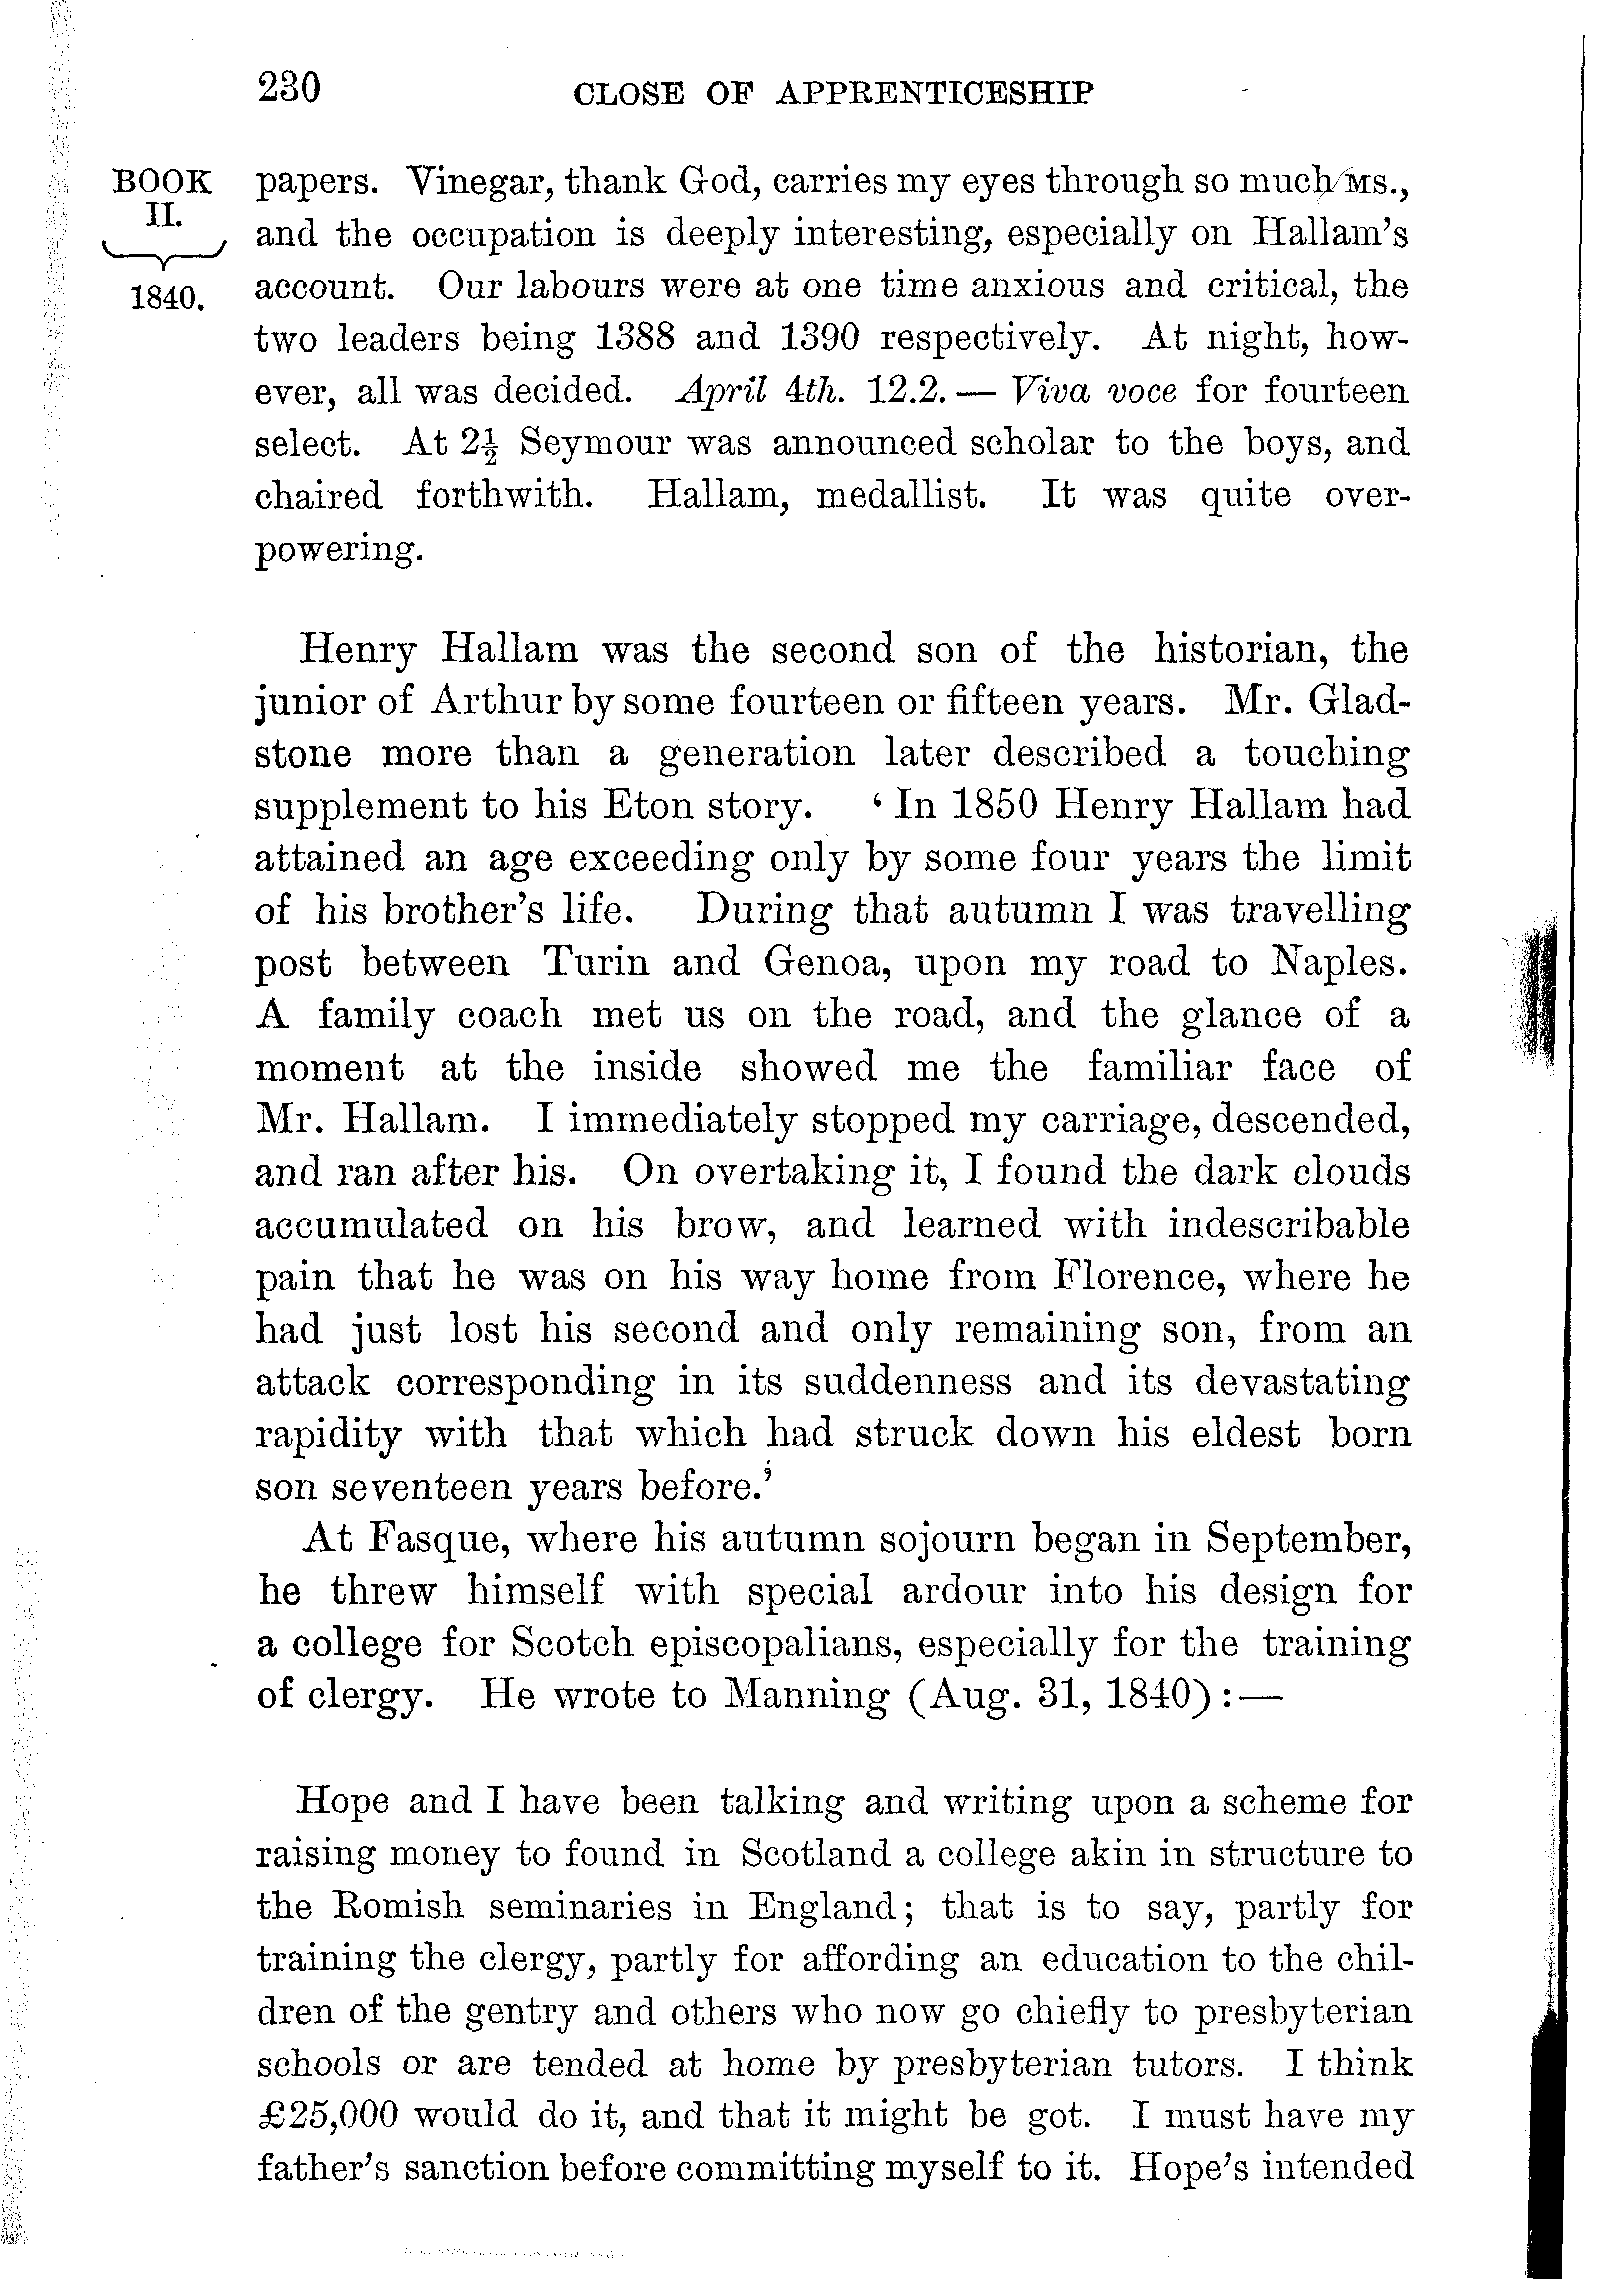 230 CLOSE OF APPRENTICESHIP
BOOK
II.
1840.
papers. Vinegar, thank God, carries my eyes through so much MS.,
and the occupation is deeply interesting, especially on Hallam's
account. Our labours were at one time anxious and critical, the
two leaders being 1388 and 1390 respectively. At night, how-
ever, all was decided. April 4th. 12.2. — Viva voce for fourteen
select. At 2½ Seymour was announced scholar to the boys, and
chaired forthwith. Hallam, medallist. It was quite over-
powering.
Henry Hallam was the second son of the historian, the
junior of Arthur by some fourteen or fifteen years. Mr. Glad-
stone more than a generation later described a touching
supplement to his Eton story. ‘In 1850 Henry Hallam had
attained an age exceeding only by some four years the limit
of his brother's life. During that autumn I was travelling
post between Turin and Genoa, upon my road to Naples.
A family coach met us on the road, and the glance of a
moment at the inside showed me the familiar face of
Mr. Hallam. I immediately stopped my carriage, descended,
and ran after his. On overtaking it, I found the dark clouds
accumulated on his brow, and learned with indescribable
pain that he was on his way home from Florence, where he
had just lost his second and only remaining son, from an
attack corresponding in its suddenness and its devastating
rapidity with that which had struck down his eldest born
son seventeen years before.’
At Fasque, where his autumn sojourn began in September,
he threw himself with special ardour into his design for
a college for Scotch episcopalians, especially for the training
of clergy. He wrote to Manning (Aug. 31, 1840):—
Hope and I have been talking and writing upon a scheme for
raising money to found in Scotland a college akin in structure to
the Romish seminaries in England; that is to say, partly for
training the clergy, partly for affording an education to the chil-
dren of the gentry and others who now go chiefly to presbyterian
schools or are tended at home by presbyterian tutors. I think
£25,000 would do it, and that it might be got. I must have my
father's sanction before committing myself to it. Hope's intended